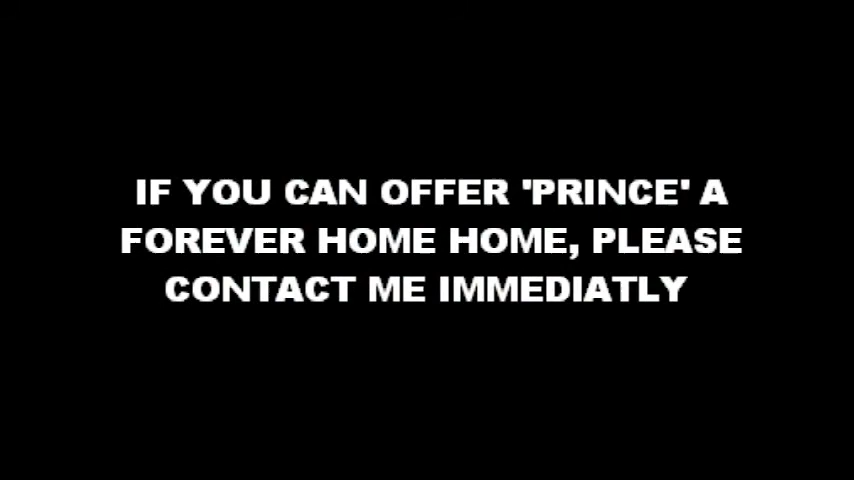 IF YOU CAN OFFER 'PRINCE' A
FOREVER HOME HOME, PLEASE
CONTACT ME IMMEDIATLY